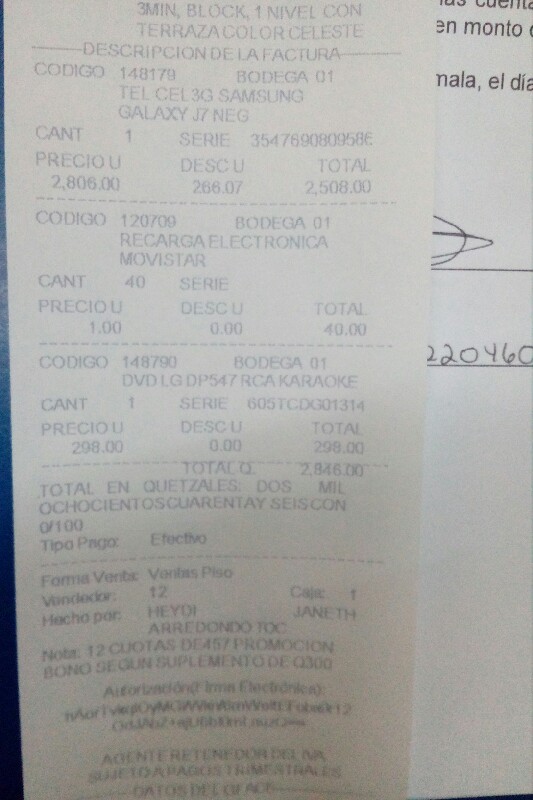 3MIN, BLOCK, 1 NIVEL CON
TERRAZA COLOR CELESTE
DESCRIPCION DE LA FACTURA
CODIGO 148179 BODEGA 01
TEL CEL 3G SAMSUNG
GALAXY J7 NEG
CANT 1 SERIE 3547690809586
PRECIO U DESC U TOTAL
2,806.00 266.07 2,508.00
CODIGO 120709 BODEGA 01
RECARGA ELECTRONICA
MOVISTAR
CANT 40 SERIE
PRECIO U DESC U TOTAL
1.00 0.00 40.00
CODIGO 148790 BODEGA 01
DVD LG DP547 RCA KARAOKE
CANT 1 SERIE 605TCDG01314
PRECIO U DESC U TOTAL
298.00 0.00 298.00
TOTAL Q. 2,846.00
TOTAL EN QUETZALES: DOS MIL
OCHOCIENTOS CUARENTA Y SEIS CON
0/100
Tipo Pago: Efectivo
Forma Venta: Ventas Piso
Vendedor: 12 Caja: 1
Hecho por: HEYDI JANETH
ARREDONDO TOC
Nota: 12 CUOTAS DE 457 PROMOCION
BONO SEGUN SUPLEMENTO DE Q300
Autorización(Firma Electrónica):
AGENTE RETENEDOR DEL IVA
SUJETO A PAGOS TRIMESTRALES
DATOS DEL GFACE
en monto
mala, el día
220460